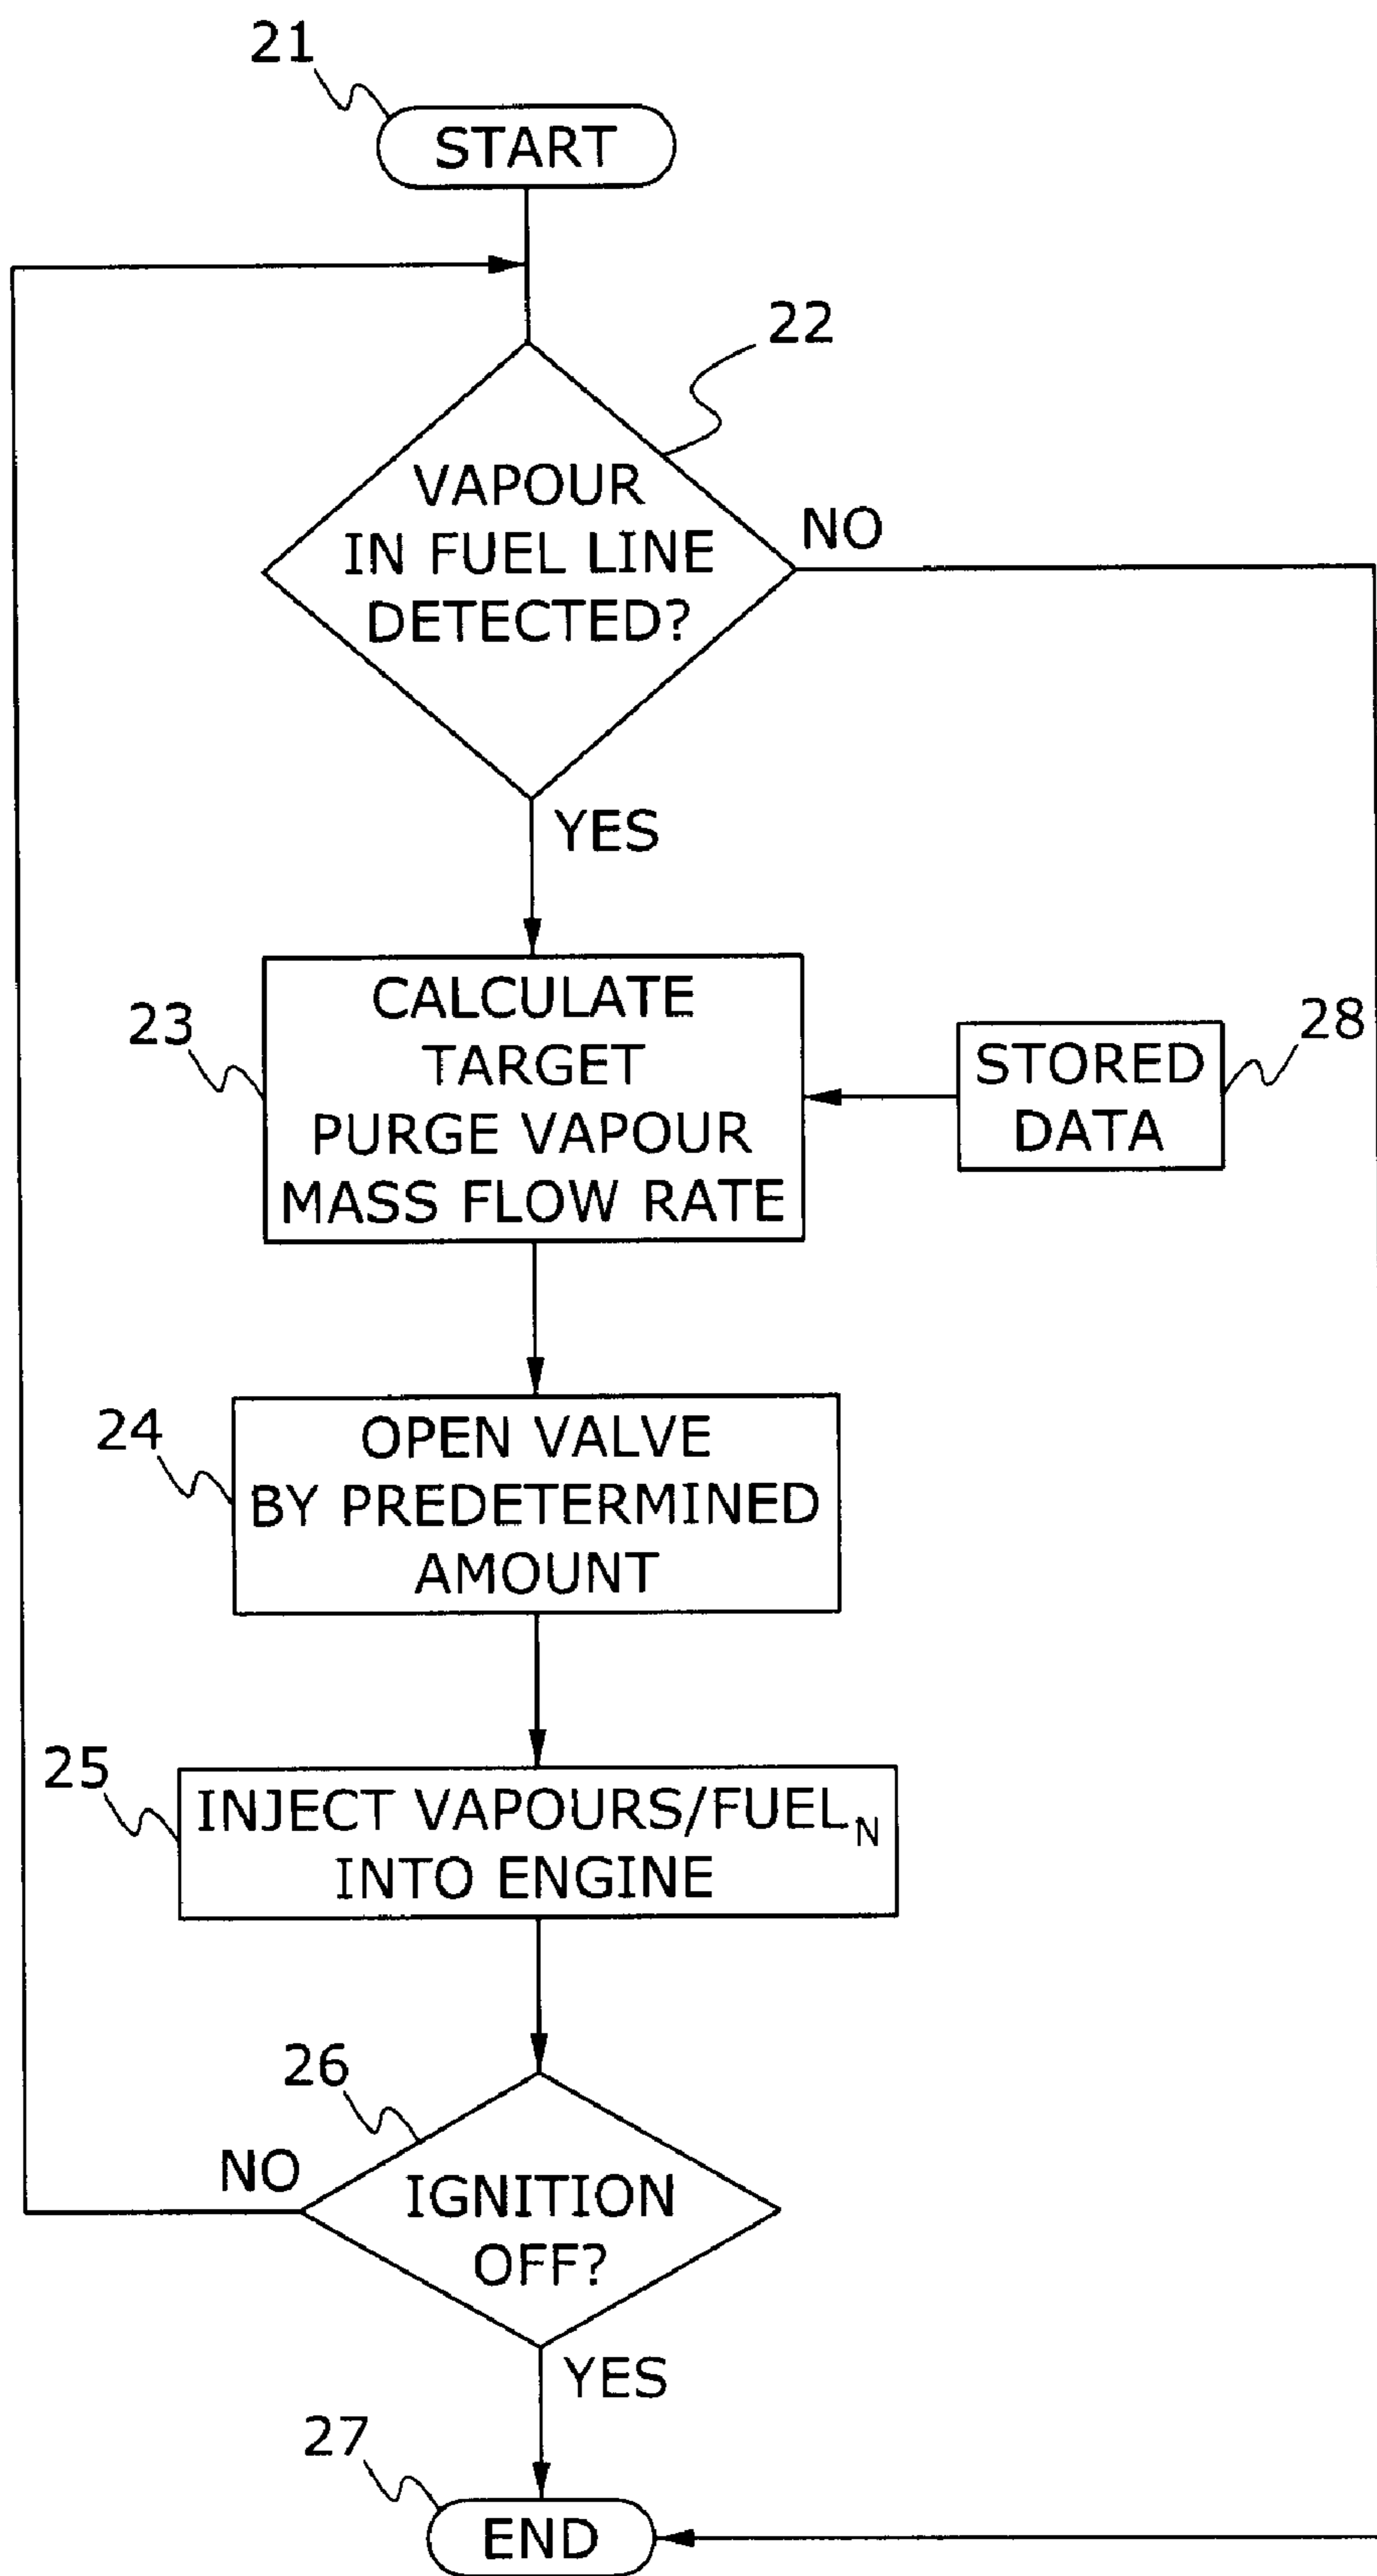 21
START
22
VAPOUR
IN FUEL LINE
DETECTED?
NO
YES
23
CALCULATE
TARGET
PURGE VAPOUR
MASS FLOW RATE
STORED
DATA
28
24
OPEN VALVE
BY PREDETERMINED
AMOUNT
25
INJECT VAPOURS/FUEL N
INTO ENGINE
26
NO
IGNITION
OFF?
YES
27
END